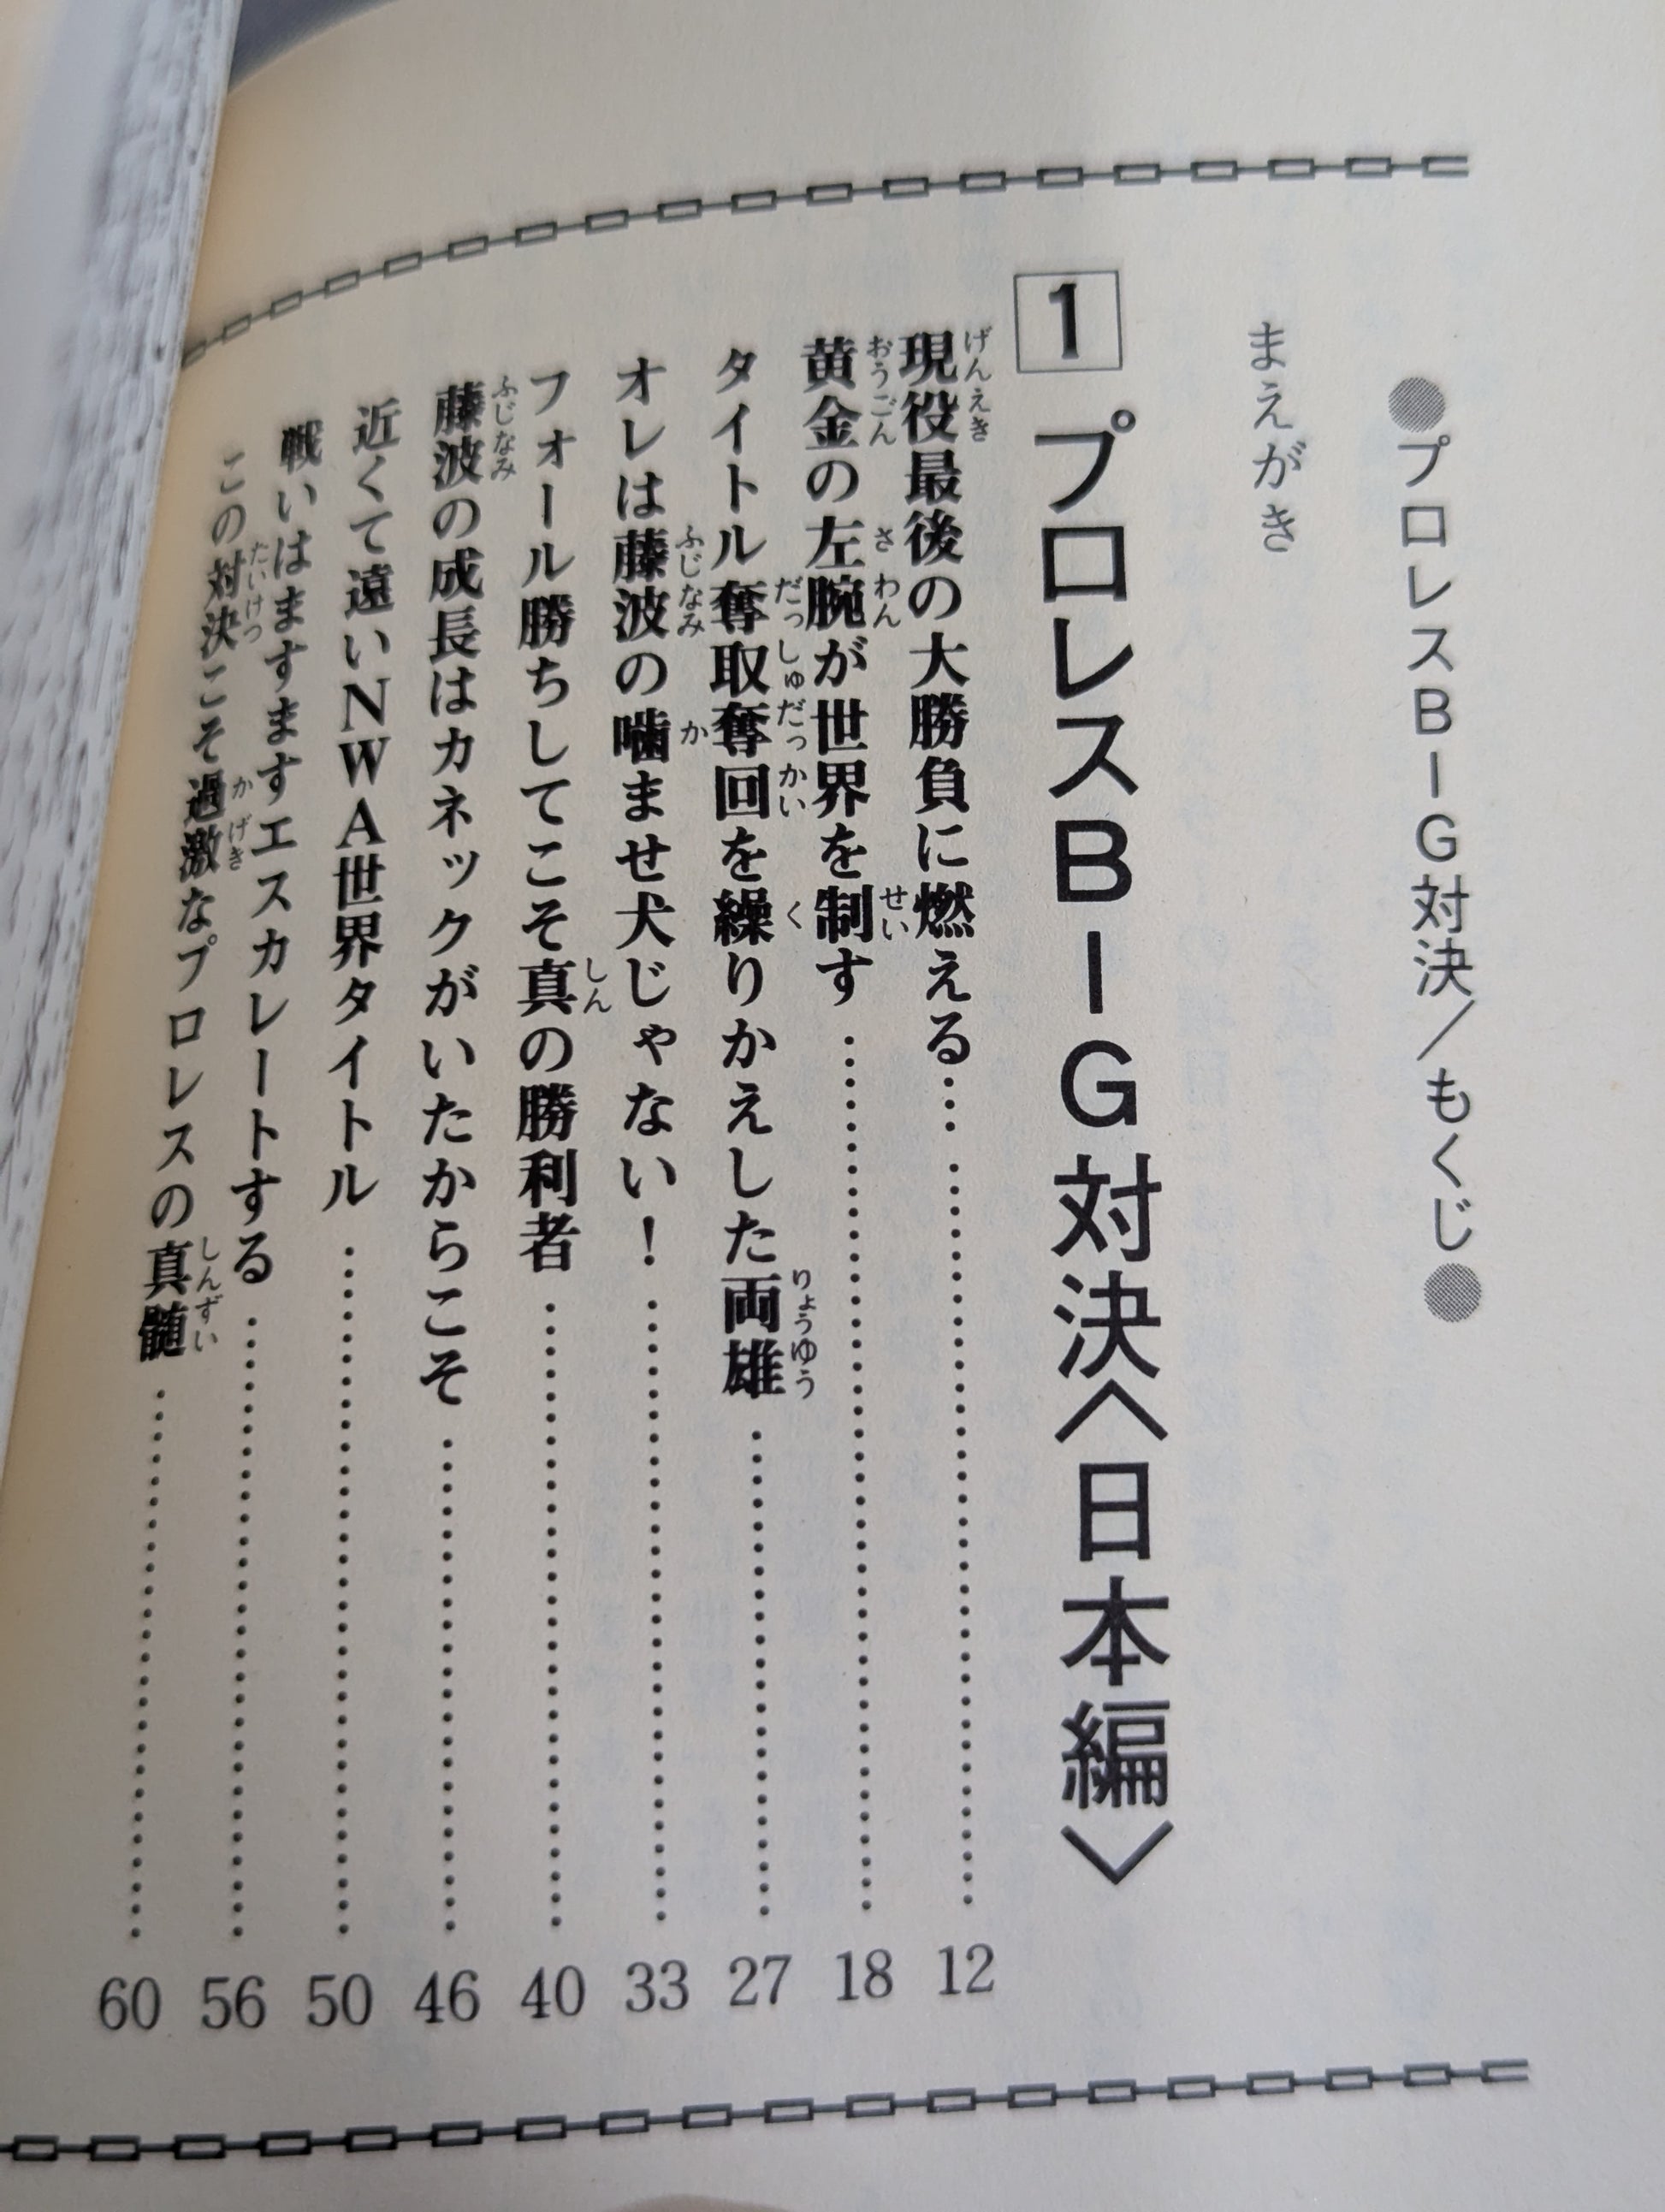 ●プロレスBIG対決/もくじ●
まえがき
1 プロレスBIG対決〈日本編〉
現役最後の大勝負に燃える……………………12
黄金の左腕が世界を制す……………………18
タイトル奪取奪回を繰りかえした両雄……………………27
オレは藤波の噛ませ犬じゃない!……………………33
フォール勝ちしてこそ真の勝利者……………………40
藤波の成長はカネックがいたからこそ……………………46
近くて遠いNWA世界タイトル……………………50
戦いはますますエスカレートする……………………56
この対決こそ過激なプロレスの真髄……………………60